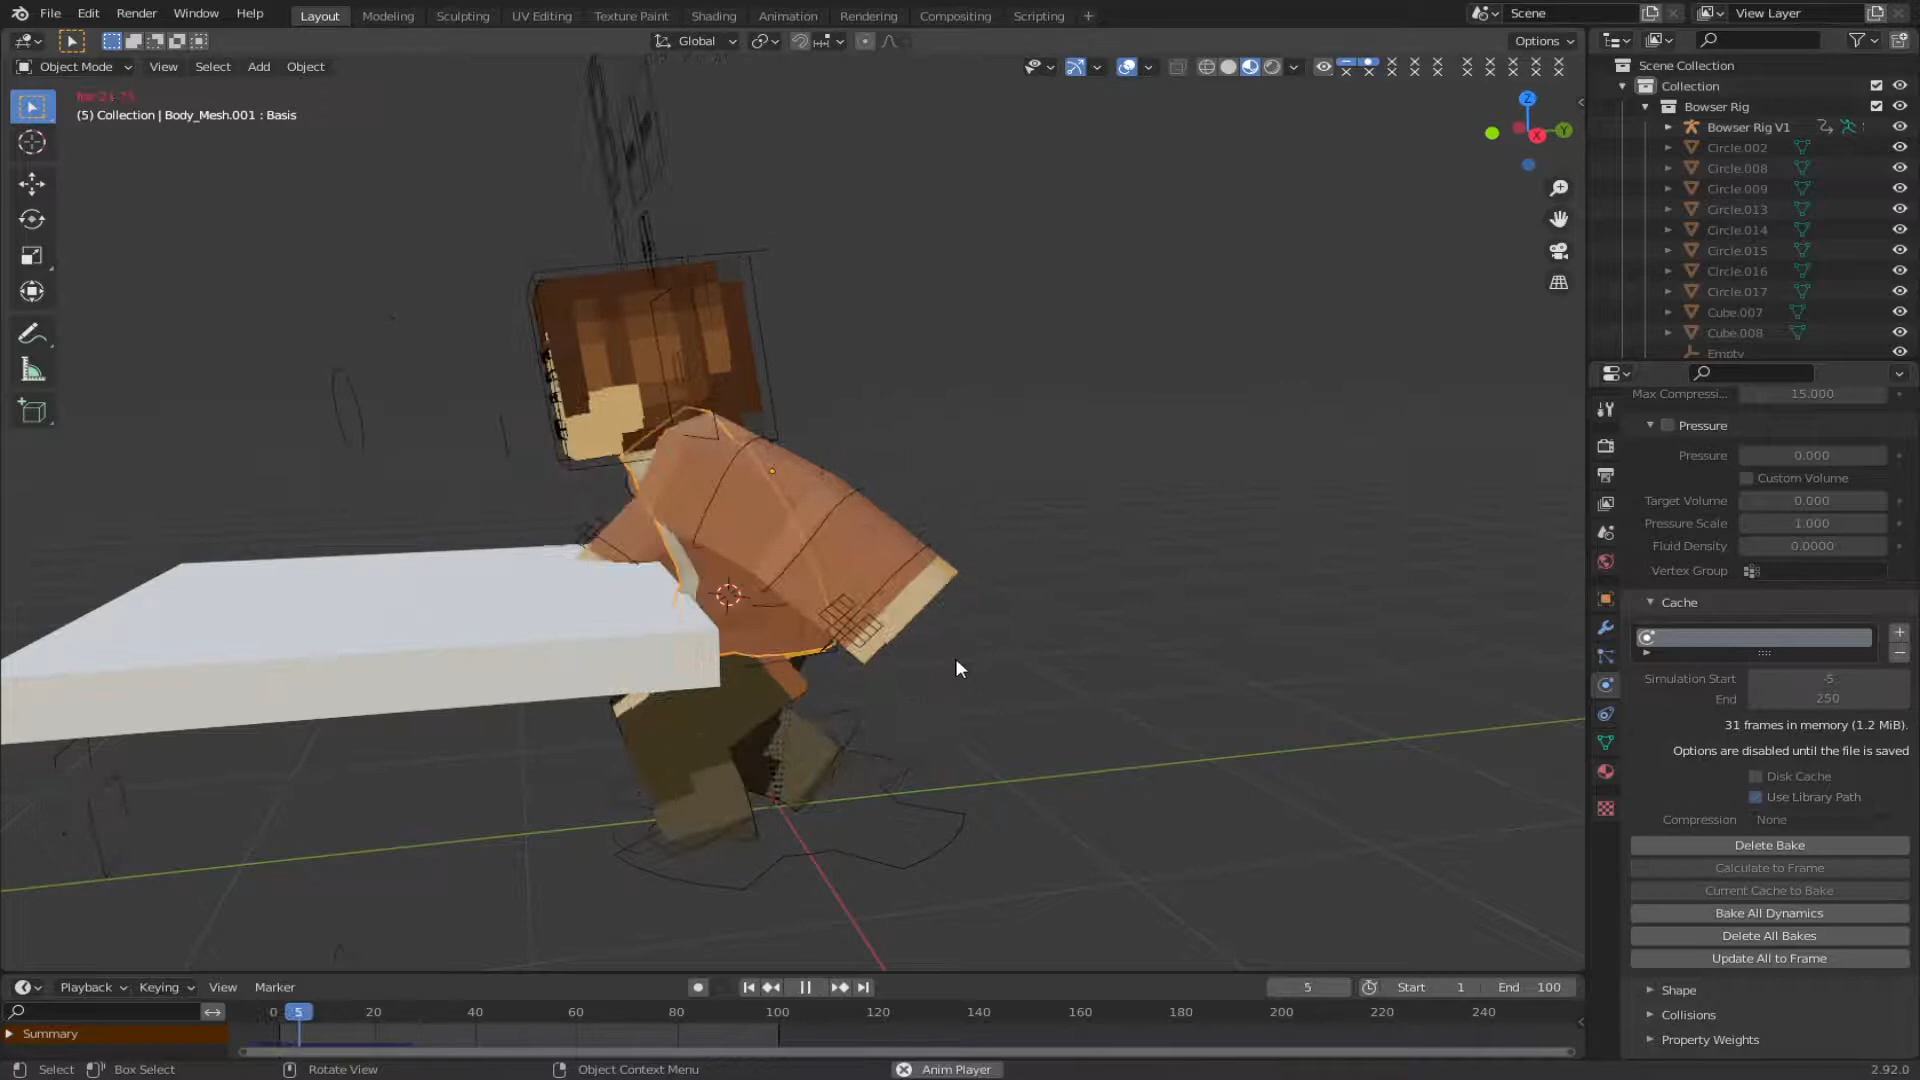 File Edit Render Window Help
Layout Modeling Sculpting UV Editing Texture Paint Shading Animation Rendering Compositing Scripting +
Scene
View Layer
Global
Options
Object Mode View Select Add Object
(5) Collection | Body_Mesh.001 : Basis
Z
Y
X
Scene Collection
Collection
Bowser Rig
Bowser Rig V1
Circle.002
Circle.008
Circle.009
Circle.013
Circle.014
Circle.015
Circle.016
Circle.017
Cube.007
Cube.008
Empty
Max Compressi... 15.000
Pressure
Pressure 0.000
Custom Volume
Target Volume 0.000
Pressure Scale 1.000
Fluid Density 0.0000
Vertex Group
Cache
Simulation Start -5
End 250
31 frames in memory (1.2 MiB).
Options are disabled until the file is saved
Disk Cache
Use Library Path
Compression None
Delete Bake
Calculate to Frame
Current Cache to Bake
Bake All Dynamics
Delete All Bakes
Update All to Frame
Shape
Collisions
Property Weights
Playback Keying View Marker
5
Start 1 End 100
0 5 20 40 60 80 100 120 140 160 180 200 220 240
Summary
Select Box Select Rotate View Object Context Menu Anim Player 2.92.0